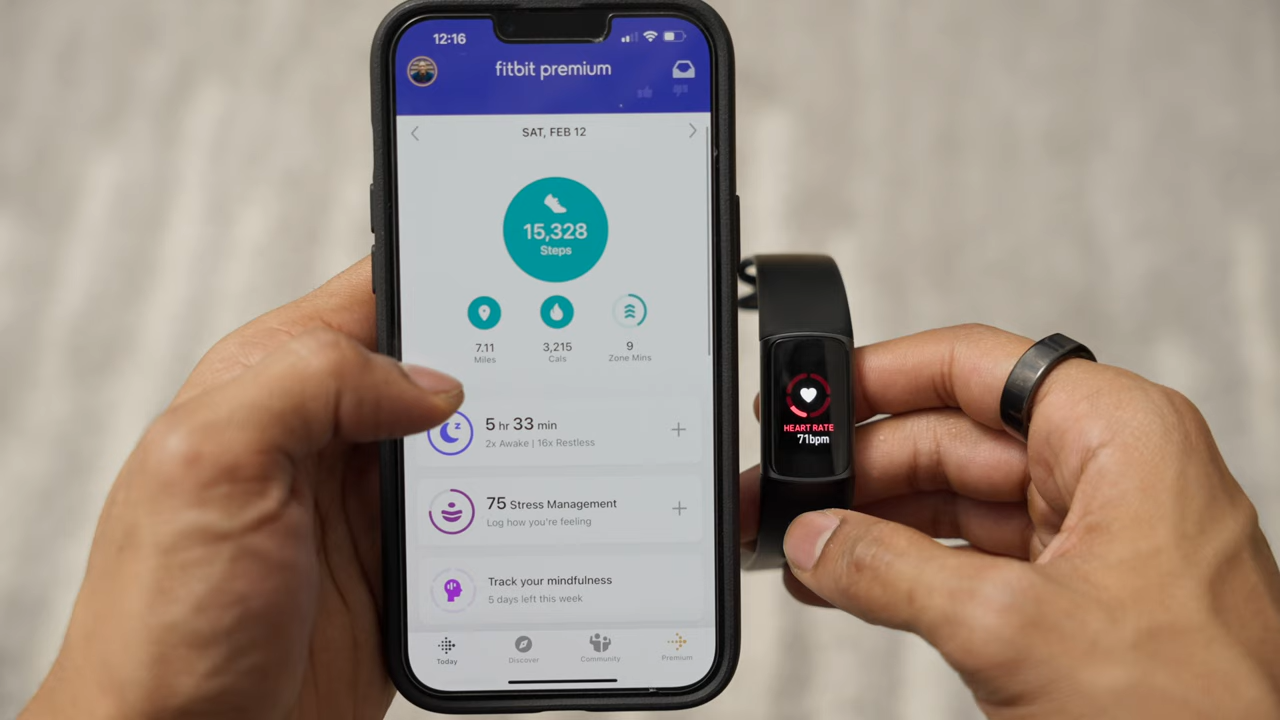 12:16
fitbit premium
SAT, FEB 12
15,328
Steps
7.11
Miles
3,215
Cals
9
Zone Mins
5 hr 33 min
2x Awake | 16x Restless
75 Stress Management
Log how you're feeling
Track your mindfulness
5 days left this week
Today
Discover
Community
Premium
HEART RATE
71bpm